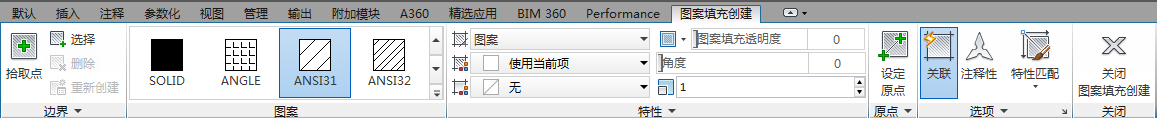 默认 插入 注释 参数化 视图 管理 输出 附加模块 A360 精选应用 BIM 360 Performance 图案填充创建
拾取点
选择
删除
重新创建
边界
SOLID ANGLE ANSI31 ANSI32
图案
图案
使用当前项
无
图案填充透明度 0
角度 0
1
特性
设定
原点
原点
关联 注释性 特性匹配
选项
关闭
图案填充创建
关闭